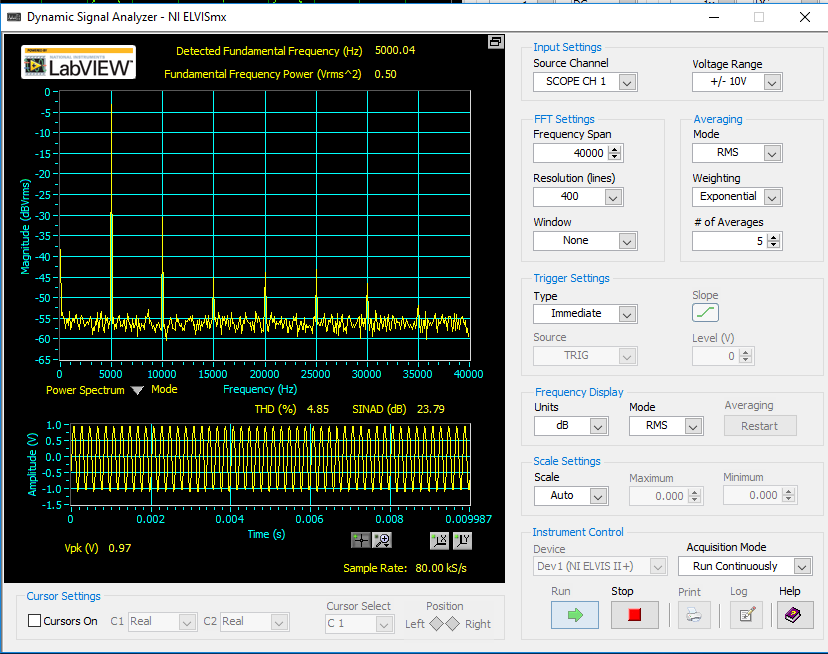 Dynamic Signal Analyzer - NI ELVISmx
POWERED BY
NATIONAL INSTRUMENTS
LabVIEW™
Detected Fundamental Frequency (Hz) 5000.04
Fundamental Frequency Power (Vrms^2) 0.50
Magnitude (dBVrms)
0
-5
-10
-15
-20
-25
-30
-35
-40
-45
-50
-55
-60
-65
0 5000 10000 15000 20000 25000 30000 35000 40000
Power Spectrum Mode Frequency (Hz)
THD (%) 4.85 SINAD (dB) 23.79
Amplitude (V)
1.0
0.5
0.0
-0.5
-1.0
-1.5
0 0.002 0.004 0.006 0.008 0.009987
Time (s)
Vpk (V) 0.97
X Y
Sample Rate: 80.00 kS/s
Cursor Settings
Cursors On C1 Real C2 Real
Cursor Select
C 1
Position
Left Right
Input Settings
Source Channel
SCOPE CH 1
Voltage Range
+/- 10V
FFT Settings
Frequency Span
40000
Resolution (lines)
400
Window
None
Averaging
Mode
RMS
Weighting
Exponential
# of Averages
5
Trigger Settings
Type
Immediate
Slope
Source
TRIG
Level (V)
0
Frequency Display
Units
dB
Mode
RMS
Averaging
Restart
Scale Settings
Scale
Auto
Maximum
0.000
Minimum
0.000
Instrument Control
Device
Dev1 (NI ELVIS II+)
Acquisition Mode
Run Continuously
Run Stop Print Log Help